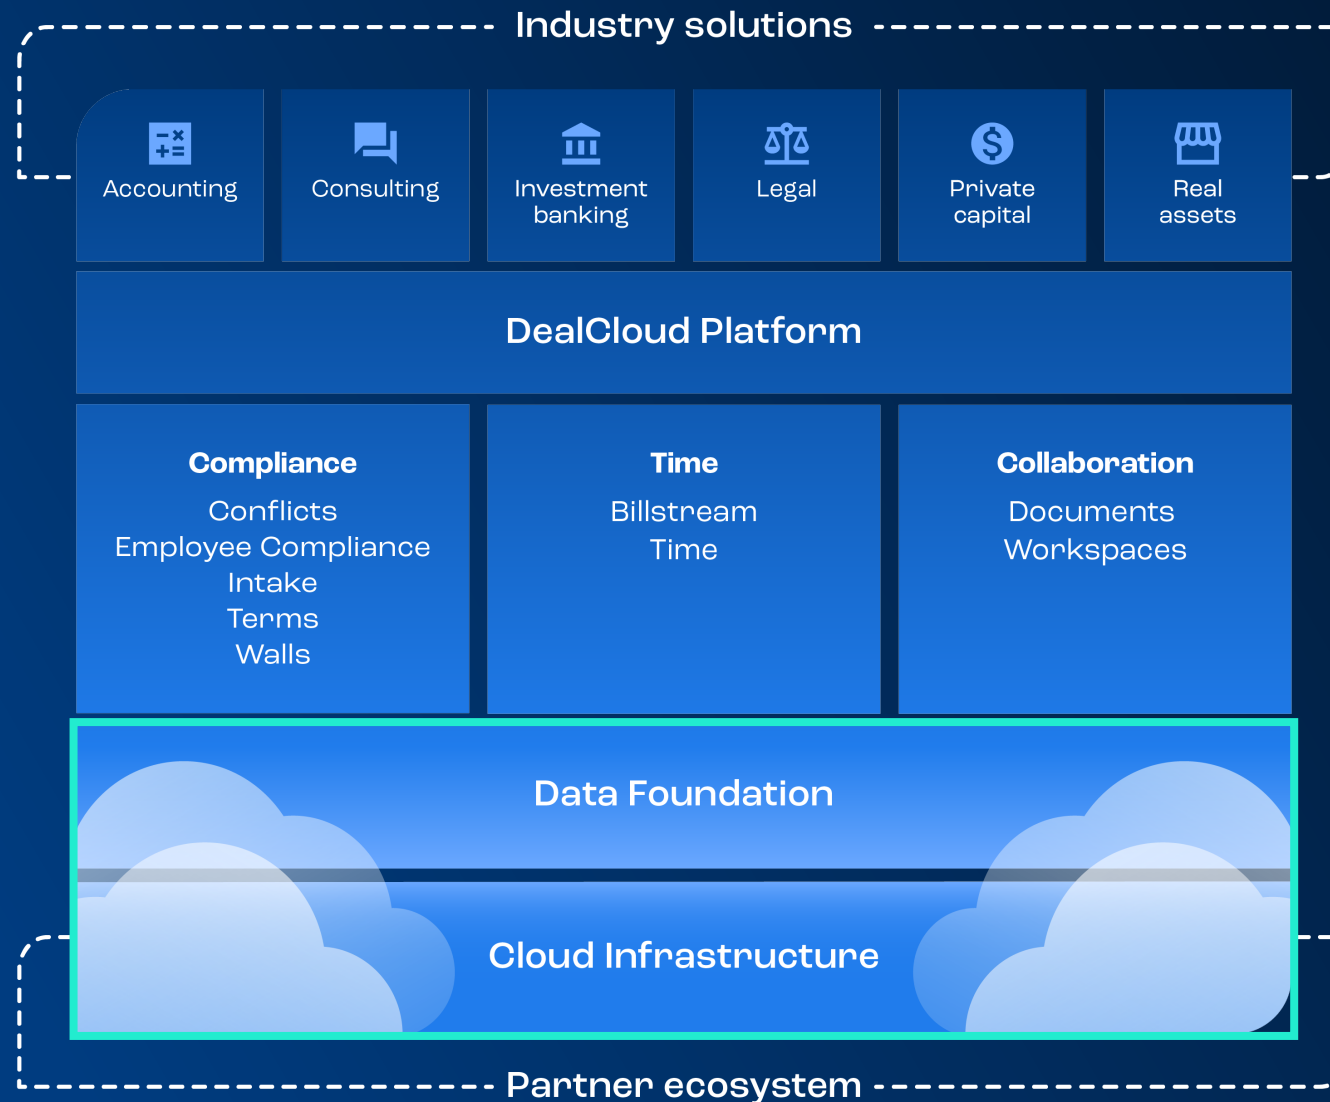 Industry solutions
Accounting
Consulting
Investment
banking
Legal
Private
capital
Real
assets
DealCloud Platform
Compliance
Conflicts
Employee Compliance
Intake
Terms
Walls
Time
Billstream
Time
Collaboration
Documents
Workspaces
Data Foundation
Cloud Infrastructure
Partner ecosystem